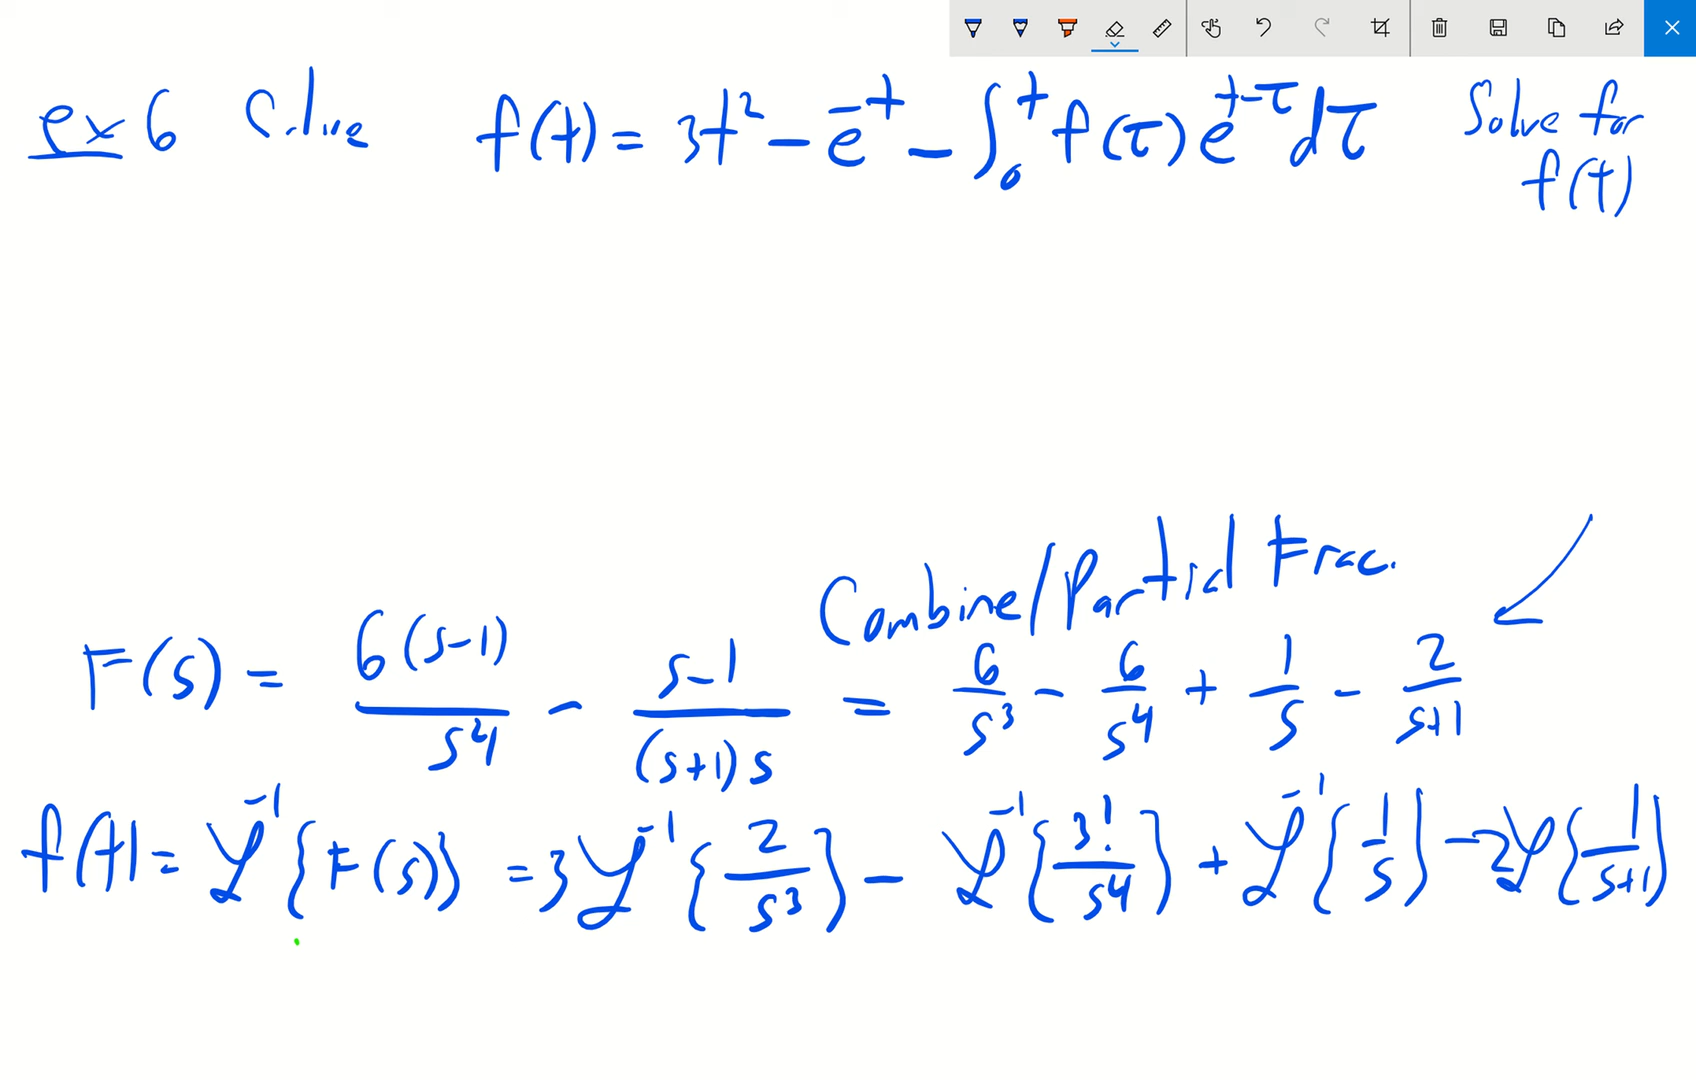 ex 6 Solve f(t) = 3t² - e⁻ᵗ - ∫₀ᵗ f(τ) e^(t-τ) dτ Solve for
f(t)
Combine/Partial Frac.
F(s) = 6(s-1)/s⁴ - (s-1)/((s+1)s) = 6/s³ - 6/s⁴ + 1/s - 2/(s+1)
f(t) = ℒ⁻¹{F(s)} = 3ℒ⁻¹{2/s³} - ℒ⁻¹{3!/s⁴} + ℒ⁻¹{1/s} - 2ℒ{1/(s+1)}